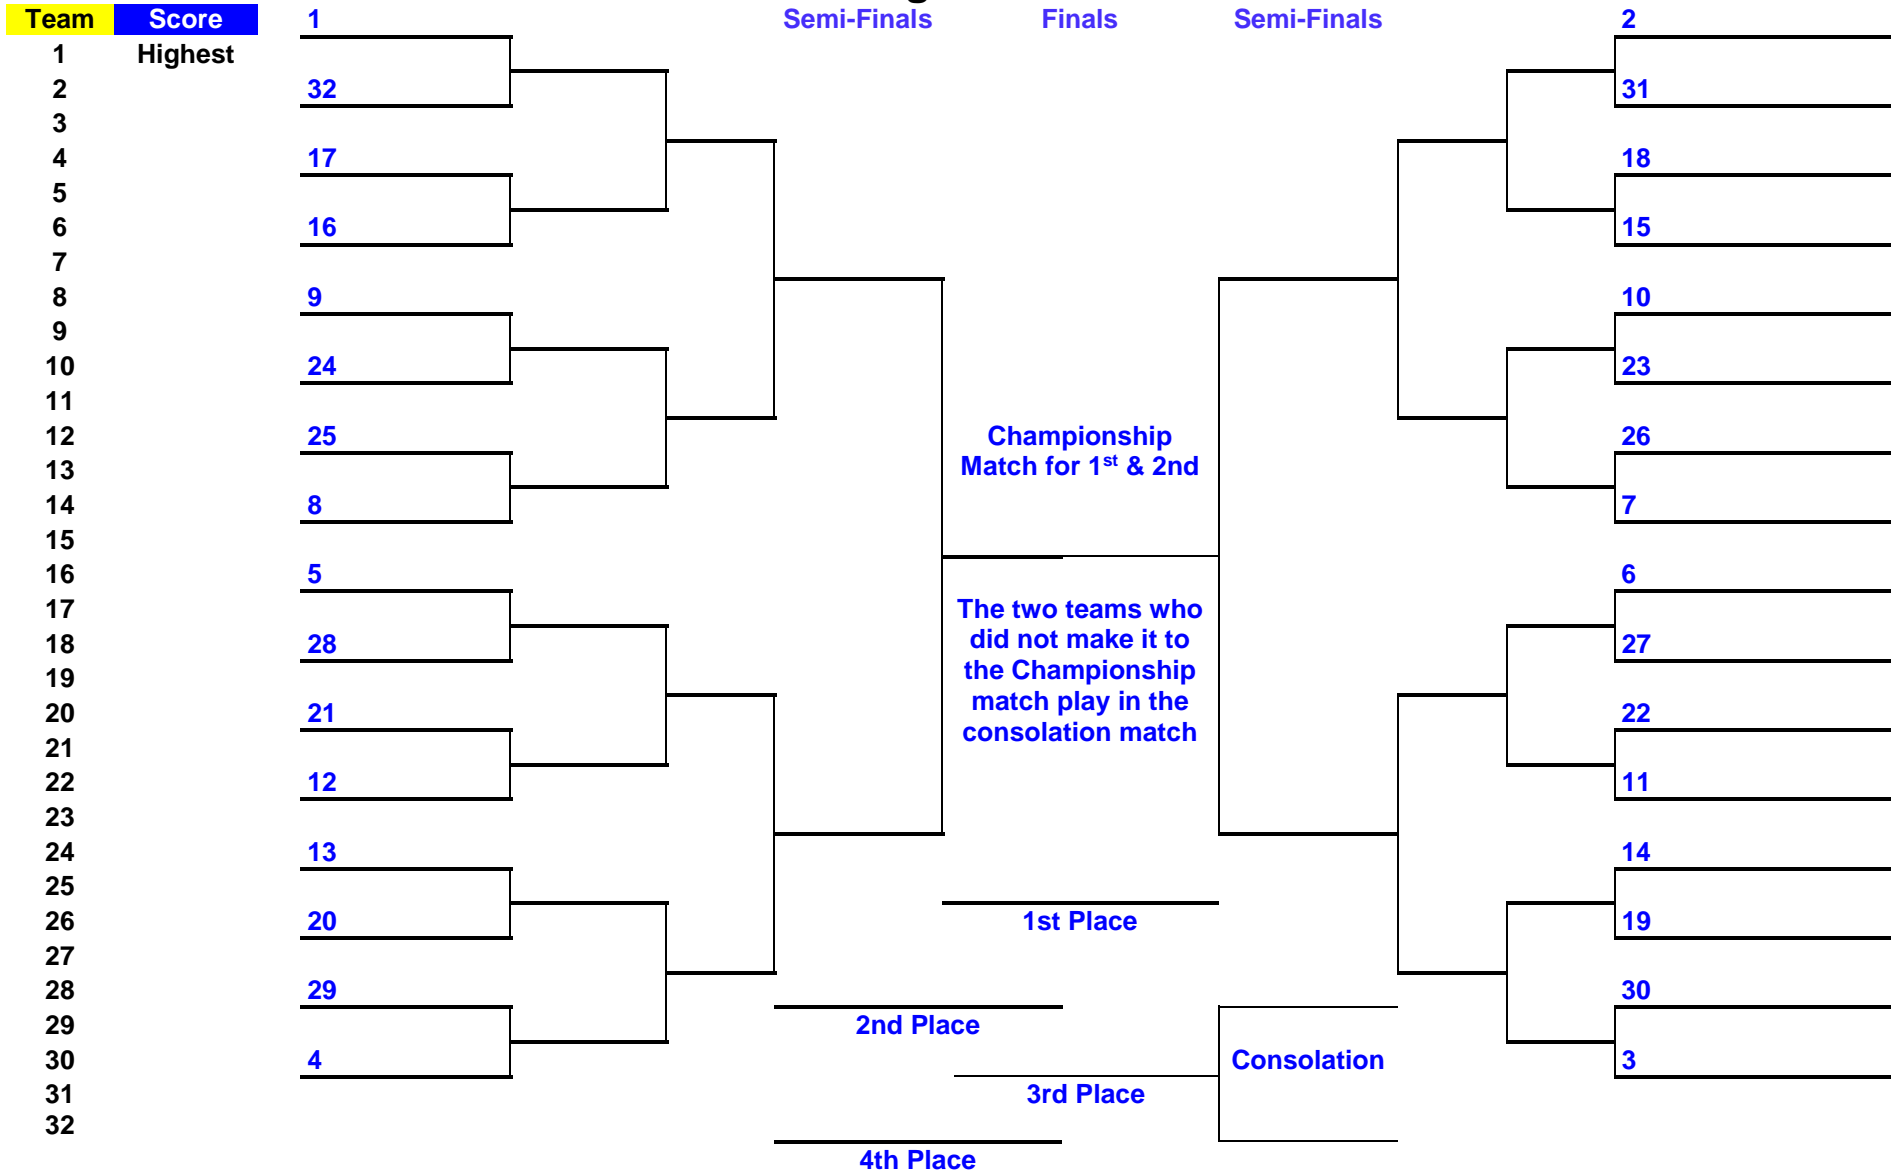 Team Score 1 Semi-Finals Finals Semi-Finals 2
1 Highest
2 32 31
3
4 17 18
5
6 16 15
7
8 9 10
9
10 24 23
11
12 25 Championship 26
13 Match for 1st & 2nd
14 8 7
15
16 5 6
17 The two teams who
18 28 did not make it to 27
19 the Championship
20 21 match play in the 22
21 consolation match
22 12 11
23
24 13 14
25
26 20 1st Place 19
27
28 29 30
29 2nd Place
30 4 Consolation 3
31 3rd Place
32
4th Place